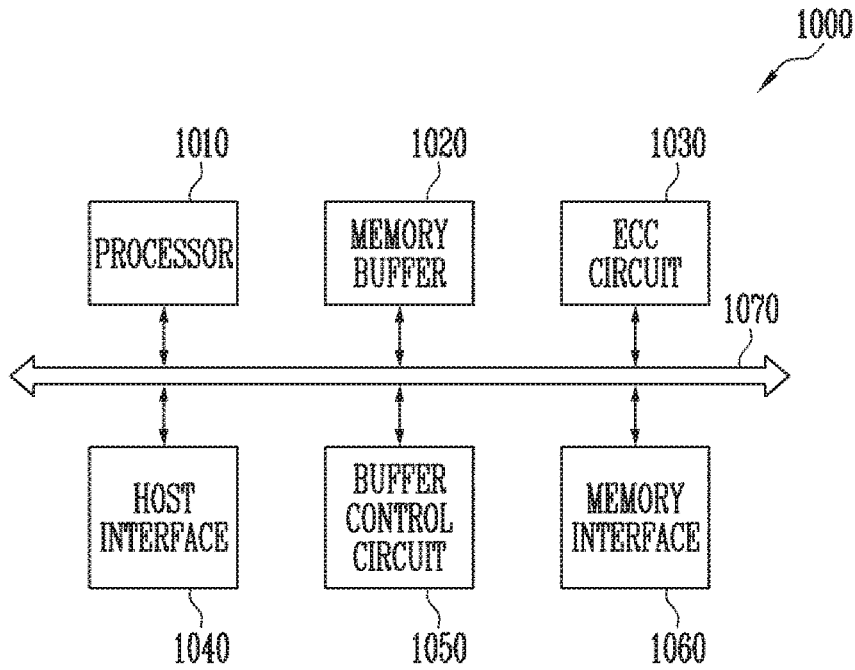 1000
1010
1020
1030
PROCESSOR
MEMORY
BUFFER
ECC
CIRCUIT
1070
HOST
INTERFACE
BUFFER
CONTROL
CIRCUIT
MEMORY
INTERFACE
1040
1050
1060